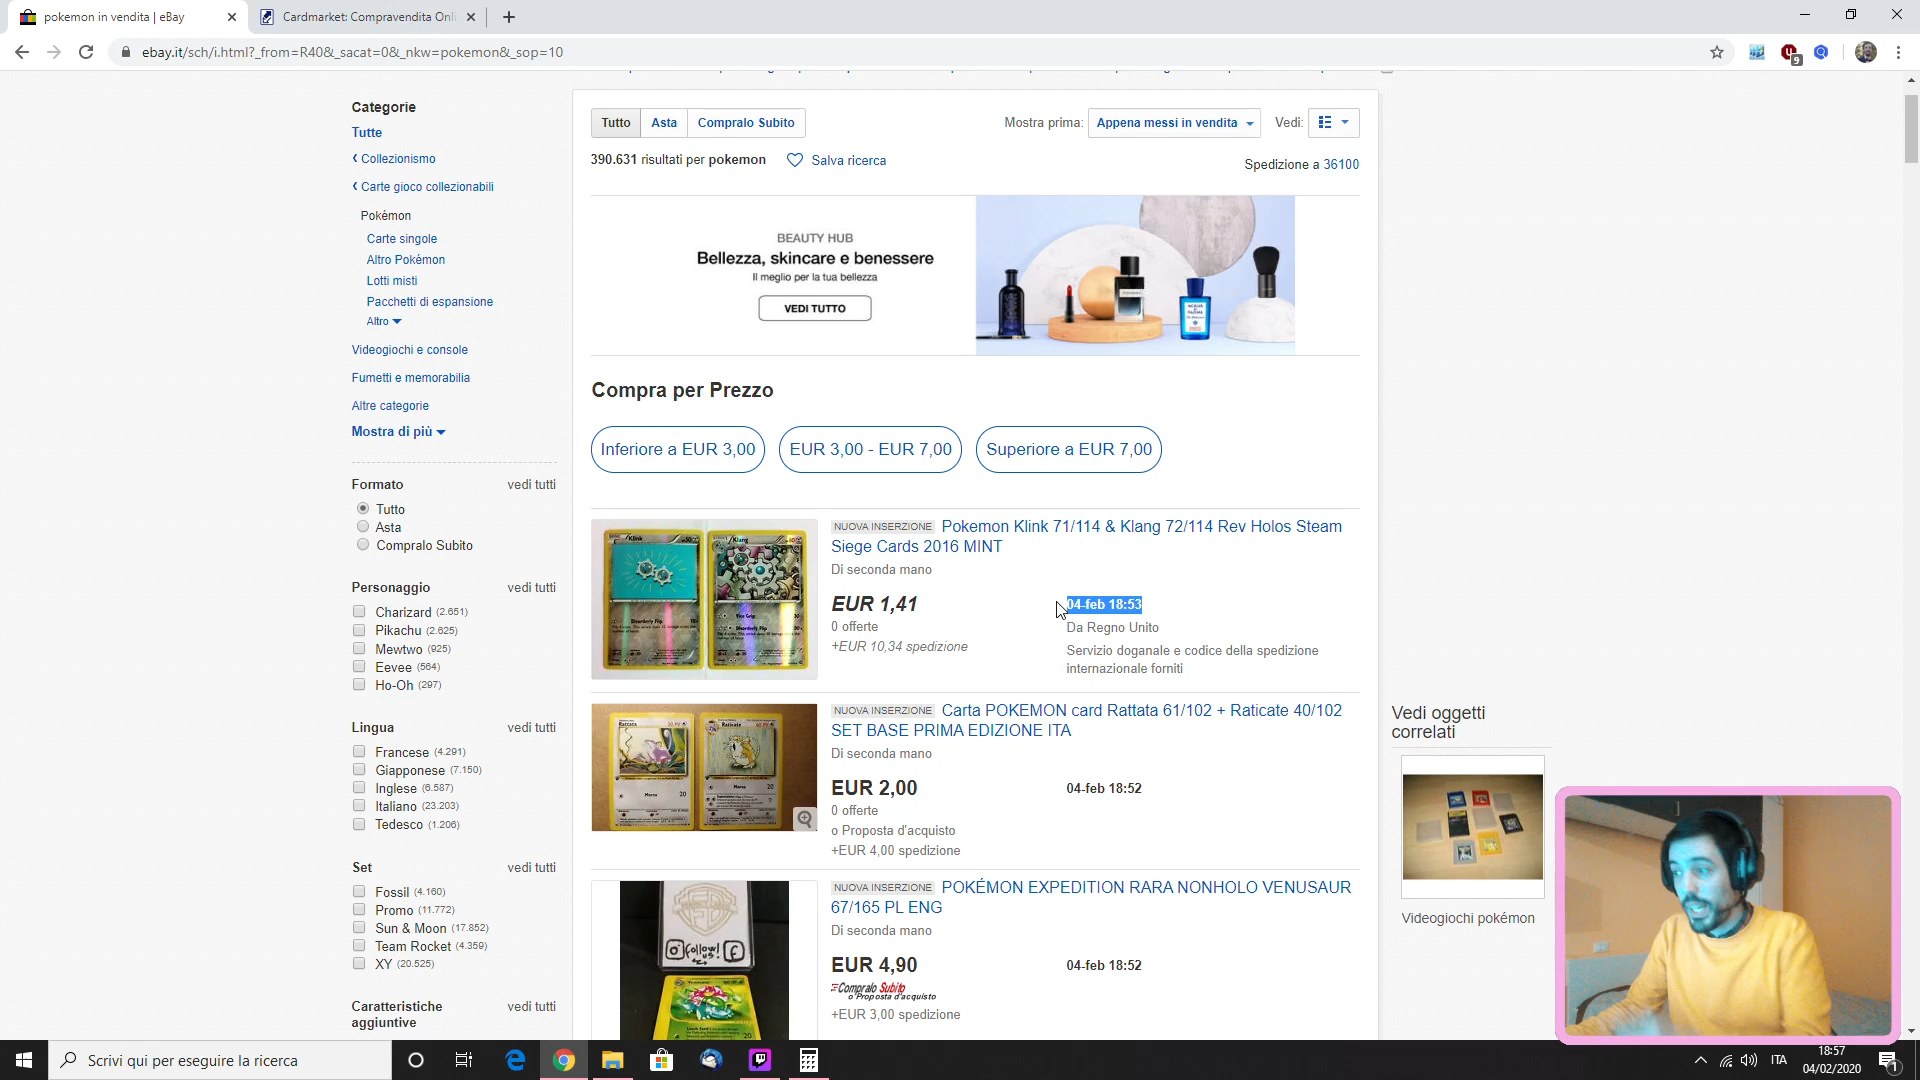 pokemon in vendita | eBay
Cardmarket: Compravendita Onli
ebay.it/sch/i.html?_from=R40&_sacat=0&_nkw=pokemon&_sop=10
9
Categorie
Tutte
Collezionismo
Carte gioco collezionabili
Pokémon
Carte singole
Altro Pokémon
Lotti misti
Pacchetti di espansione
Altro
Videogiochi e console
Fumetti e memorabilia
Altre categorie
Mostra di più
Formato vedi tutti
Tutto
Asta
Compralo Subito
Personaggio vedi tutti
Charizard (2.651)
Pikachu (2.625)
Mewtwo (925)
Eevee (564)
Ho-Oh (297)
Lingua vedi tutti
Francese (4.291)
Giapponese (7.150)
Inglese (6.587)
Italiano (23.203)
Tedesco (1.206)
Set vedi tutti
Fossil (4.160)
Promo (11.772)
Sun & Moon (17.852)
Team Rocket (4.359)
XY (20.525)
Caratteristiche aggiuntive vedi tutti
Tutto Asta Compralo Subito
Mostra prima: Appena messi in vendita Vedi:
390.631 risultati per pokemon Salva ricerca
Spedizione a 36100
BEAUTY HUB
Bellezza, skincare e benessere
Il meglio per la tua bellezza
VEDI TUTTO
Compra per Prezzo
Inferiore a EUR 3,00 EUR 3,00 - EUR 7,00 Superiore a EUR 7,00
Klink
Klang
Vice Grip
Disorderly Flip
NUOVA INSERZIONE Pokemon Klink 71/114 & Klang 72/114 Rev Holos Steam
Siege Cards 2016 MINT
Di seconda mano
EUR 1,41 04-feb 18:53
0 offerte Da Regno Unito
+EUR 10,34 spedizione
Servizio doganale e codice della spedizione
internazionale forniti
Rattata
Raticate
Morso 20
NUOVA INSERZIONE Carta POKEMON card Rattata 61/102 + Raticate 40/102
SET BASE PRIMA EDIZIONE ITA
Di seconda mano
EUR 2,00 04-feb 18:52
0 offerte
o Proposta d'acquisto
+EUR 4,00 spedizione
follow!
us
NUOVA INSERZIONE POKÉMON EXPEDITION RARA NONHOLO VENUSAUR
67/165 PL ENG
Di seconda mano
EUR 4,90 04-feb 18:52
Compralo Subito
o Proposta d'acquisto
+EUR 3,00 spedizione
Vedi oggetti
correlati
Videogiochi pokémon
Scrivi qui per eseguire la ricerca
ITA
18:57
04/02/2020
1